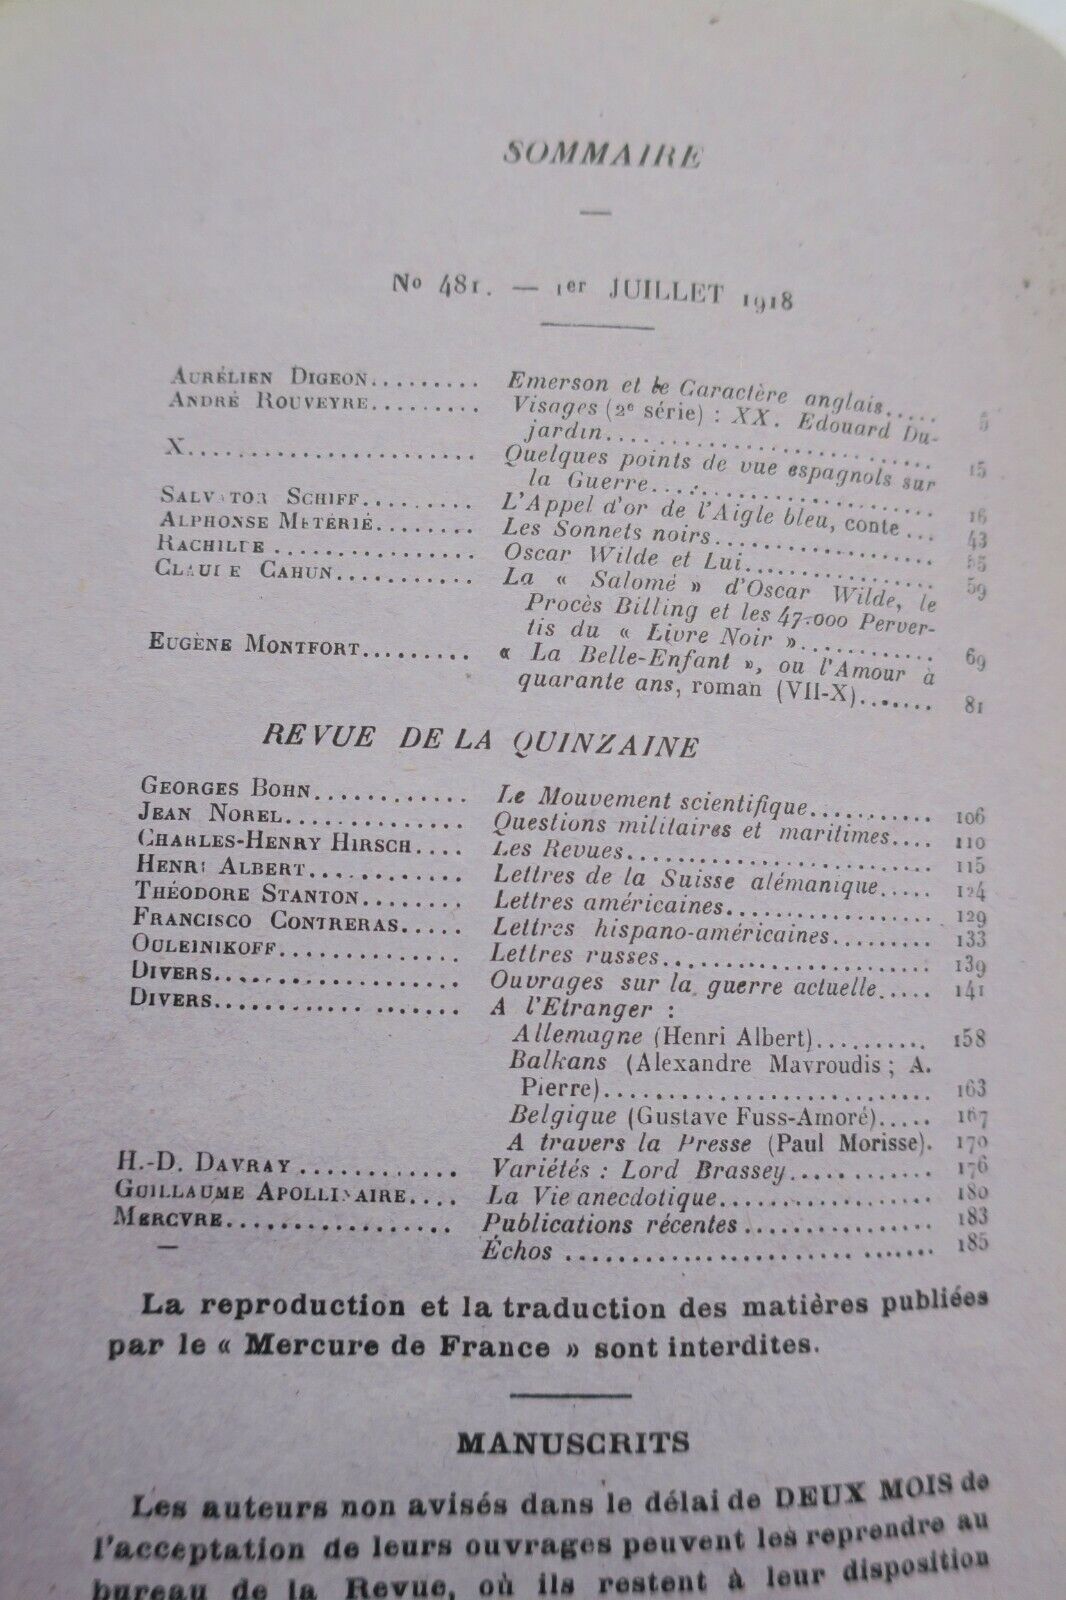 SOMMAIRE
No 481. — 1er JUILLET 1918
AURÉLIEN DIGEON......... Emerson et le Caractère anglais..... 5
ANDRÉ ROUVEYRE......... Visages (2e série) : XX. Edouard Du-
jardin.............................. 15
X....................... Quelques points de vue espagnols sur
la Guerre......................... 16
SALVATOR SCHIFF......... L'Appel d'or de l'Aigle bleu, conte... 43
ALPHONSE MÉTÉRIÉ........ Les Sonnets noirs................... 55
RACHILDE ................ Oscar Wilde et Lui.................. 59
CLAUDE CAHUN............ La « Salomé » d'Oscar Wilde, le
Procès Billing et les 47.000 Perver-
tis du « Livre Noir ».............. 69
EUGÈNE MONTFORT......... « La Belle-Enfant », ou l'Amour à
quarante ans, roman (VII-X)....... 81
REVUE DE LA QUINZAINE
GEORGES BOHN............ Le Mouvement scientifique........... 106
JEAN NOREL.............. Questions militaires et maritimes.... 110
CHARLES-HENRY HIRSCH.... Les Revues......................... 115
HENRI ALBERT............ Lettres de la Suisse alémanique..... 124
THÉODORE STANTON........ Lettres américaines................. 129
FRANCISCO CONTRERAS..... Lettres hispano-américaines......... 133
OULEINIKOFF............. Lettres russes...................... 139
DIVERS.................. Ouvrages sur la guerre actuelle..... 141
DIVERS.................. A l'Etranger :
Allemagne (Henri Albert).......... 158
Balkans (Alexandre Mavroudis ; A.
Pierre)............................ 163
Belgique (Gustave Fuss-Amoré)..... 167
A travers la Presse (Paul Morisse). 170
H.-D. DAVRAY............ Variétés : Lord Brassey............. 176
GUILLAUME APOLLINAIRE.... La Vie anecdotique................. 180
MERCVRE................. Publications récentes............... 183
— Échos ............................. 185
La reproduction et la traduction des matières publiées
par le « Mercure de France » sont interdites.
MANUSCRITS
Les auteurs non avisés dans le délai de DEUX MOIS de
l'acceptation de leurs ouvrages peuvent les reprendre au
bureau de la Revue, où ils restent à leur disposition